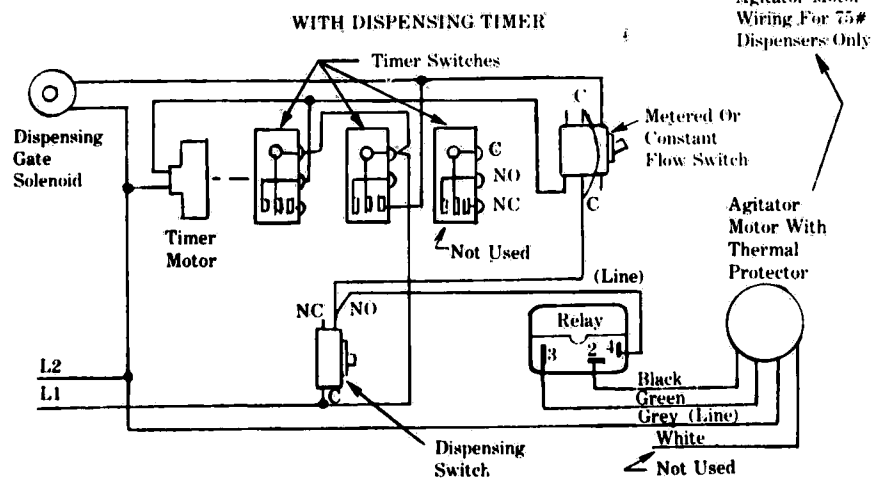 WITH DISPENSING TIMER
Agitator Motor
Wiring For 75#
Dispensers Only
Timer Switches
Dispensing
Gate
Solenoid
C
Metered Or
Constant
Flow Switch
C
NO
NC
C
Timer
Motor
Not Used
Agitator
Motor With
Thermal
Protector
(Line)
NC
NO
Relay
3
2
4
L2
L1
C
Black
Green
Grey (Line)
White
Not Used
Dispensing
Switch